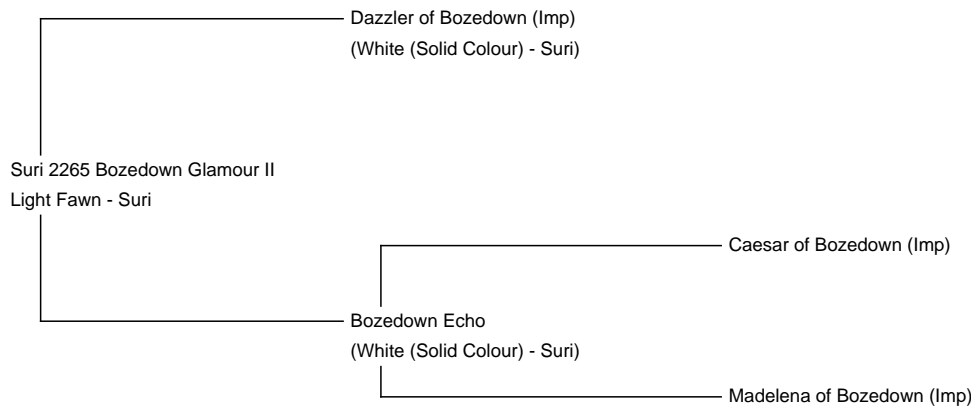 Dazzler of Bozedown (Imp)
(White (Solid Colour) - Suri)
Suri 2265 Bozedown Glamour II
Light Fawn - Suri
Caesar of Bozedown (Imp)
Bozedown Echo
(White (Solid Colour) - Suri)
Madelena of Bozedown (Imp)